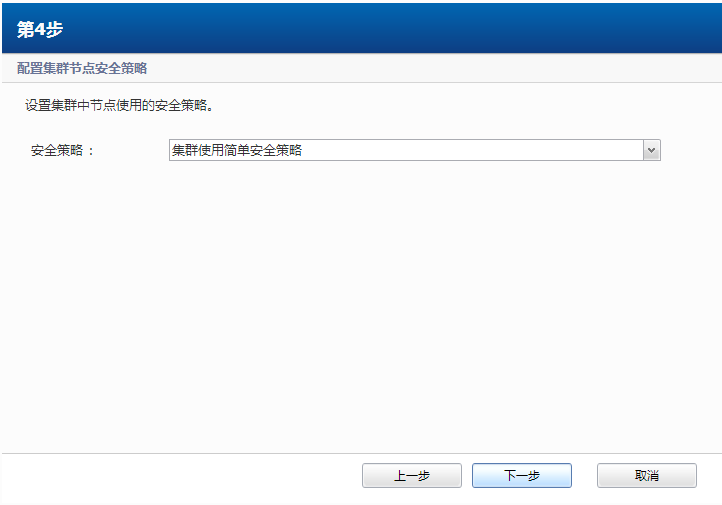 第4步
配置集群节点安全策略
设置集群中节点使用的安全策略。
安全策略： 集群使用简单安全策略
上一步 下一步 取消